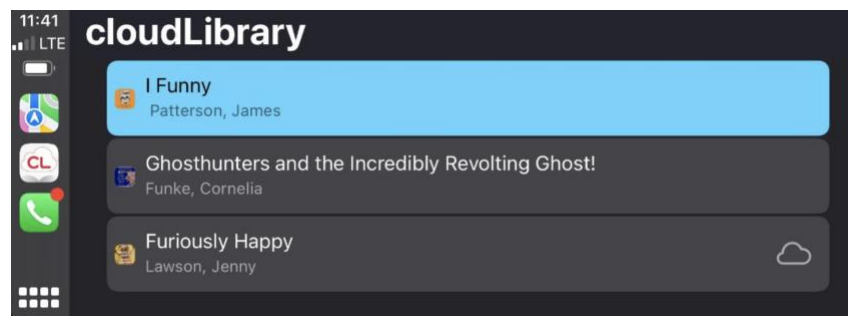 11:41
LTE
cloudLibrary
I Funny
Patterson, James
CL
Ghosthunters and the Incredibly Revolting Ghost!
Funke, Cornelia
Furiously Happy
Lawson, Jenny